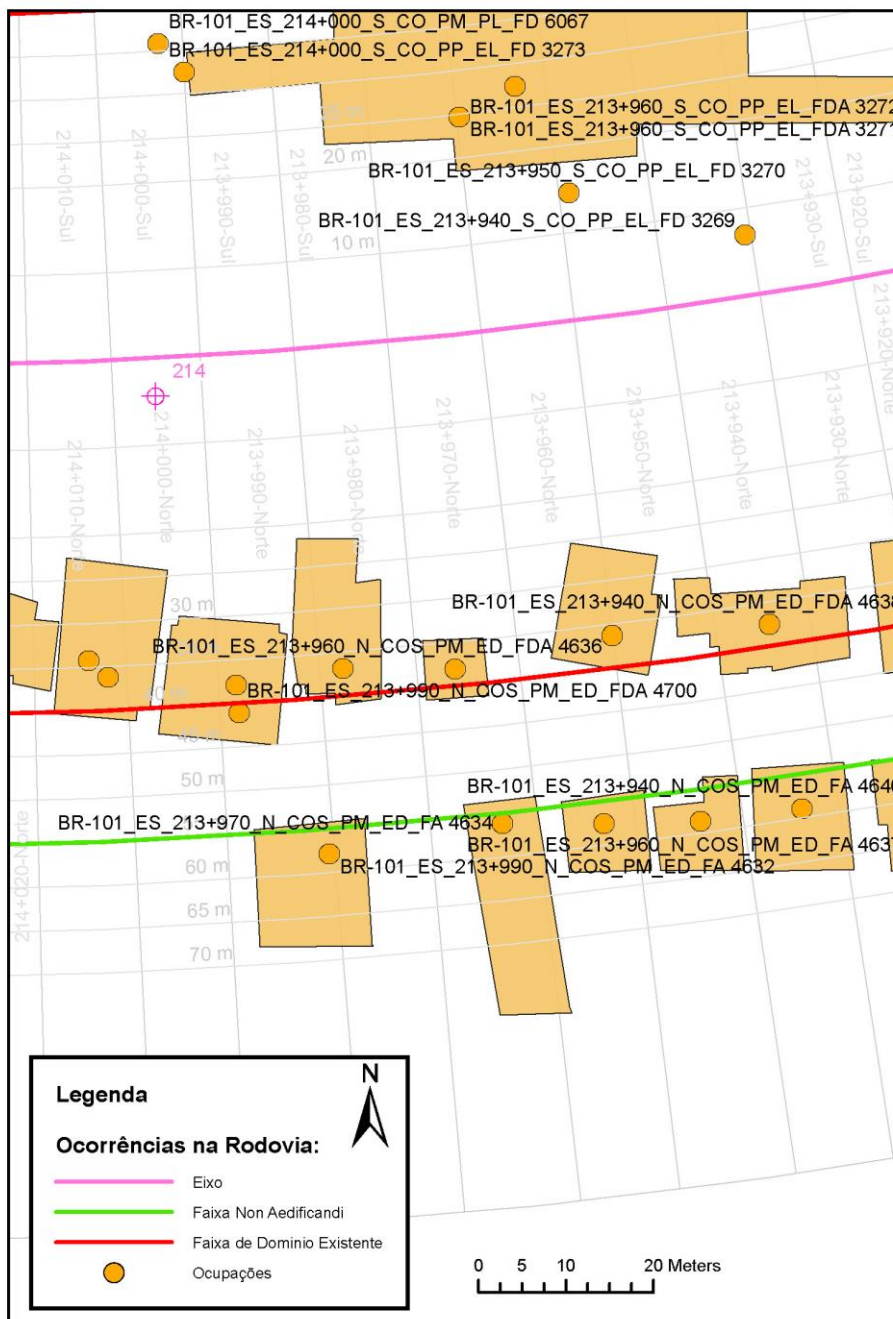 BR-101_ES_214+000_S_CO_PM_PL_FD 6067
BR-101_ES_214+000_S_CO_PP_EL_FD 3273
BR-101_ES_213+960_S_CO_PP_EL_FDA 3272
BR-101_ES_213+960_S_CO_PP_EL_FDA
20 m
BR-101_ES_213+950_S_CO_PP_EL_FD 3270
BR-101_ES_213+940_S_CO_PP_EL_FD 3269
10 m
214+010-Sul
214+000-Sul
213+990-Sul
213+980-Sul
213+930-Sul
213+920-Sul
214
214+010-Norte
214+000-Norte
213+990-Norte
213+980-Norte
213+970-Norte
213+960-Norte
213+950-Norte
213+940-Norte
213+930-Norte
213+920-Norte
30 m
BR-101_ES_213+940_N_COS_PM_ED_FDA 4638
BR-101_ES_213+960_N_COS_PM_ED_FDA 4636
BR-101_ES_213+990_N_COS_PM_ED_FDA 4700
40 m
45 m
50 m
BR-101_ES_213+940_N_COS_PM_ED_FA 4640
BR-101_ES_213+970_N_COS_PM_ED_FA 4634
BR-101_ES_213+960_N_COS_PM_ED_FA
60 m
BR-101_ES_213+990_N_COS_PM_ED_FA 4632
65 m
70 m
214+020-Norte
Legenda
N
Ocorrências na Rodovia:
Eixo
Faixa Non Aedificandi
Faixa de Dominio Existente
Ocupações
0 5 10 20 Meters